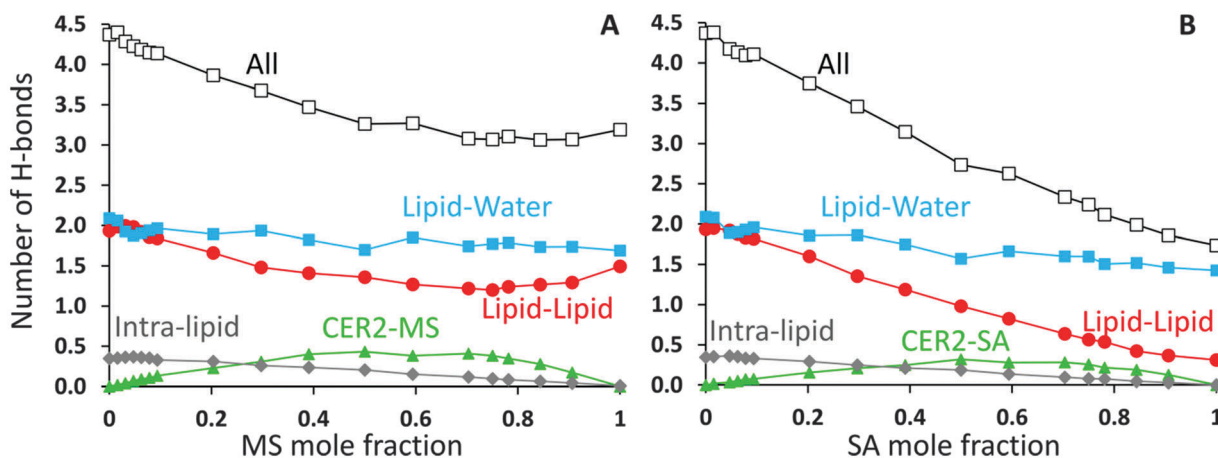 Number of H-bonds
A
4.5
4.0
3.5
3.0
2.5
2.0
1.5
1.0
0.5
0.0
All
Lipid-Water
Lipid-Lipid
Intra-lipid
CER2-MS
0 0.2 0.4 0.6 0.8 1
MS mole fraction
B
4.5
4.0
3.5
3.0
2.5
2.0
1.5
1.0
0.5
0.0
All
Lipid-Water
Lipid-Lipid
Intra-lipid
CER2-SA
0 0.2 0.4 0.6 0.8 1
SA mole fraction